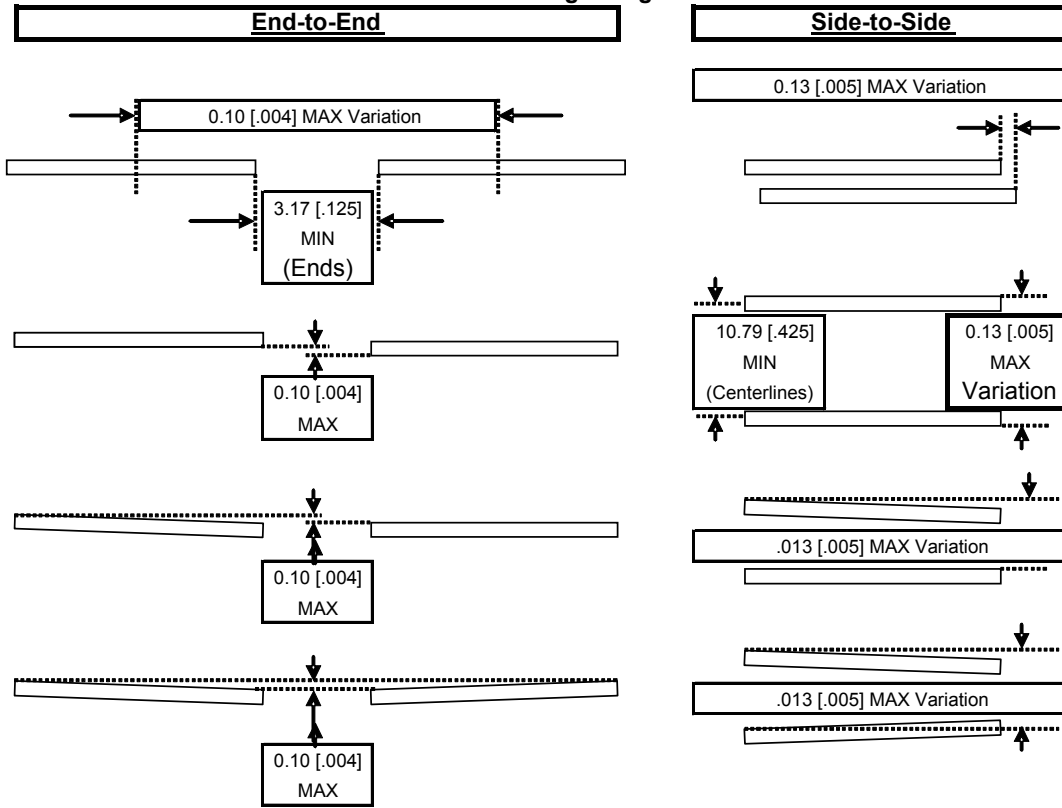 End-to-End
0.10 [.004] MAX Variation
3.17 [.125]
MIN
(Ends)
0.10 [.004]
MAX
0.10 [.004]
MAX
0.10 [.004]
MAX
Side-to-Side
0.13 [.005] MAX Variation
10.79 [.425]
MIN
(Centerlines)
0.13 [.005]
MAX
Variation
.013 [.005] MAX Variation
.013 [.005] MAX Variation